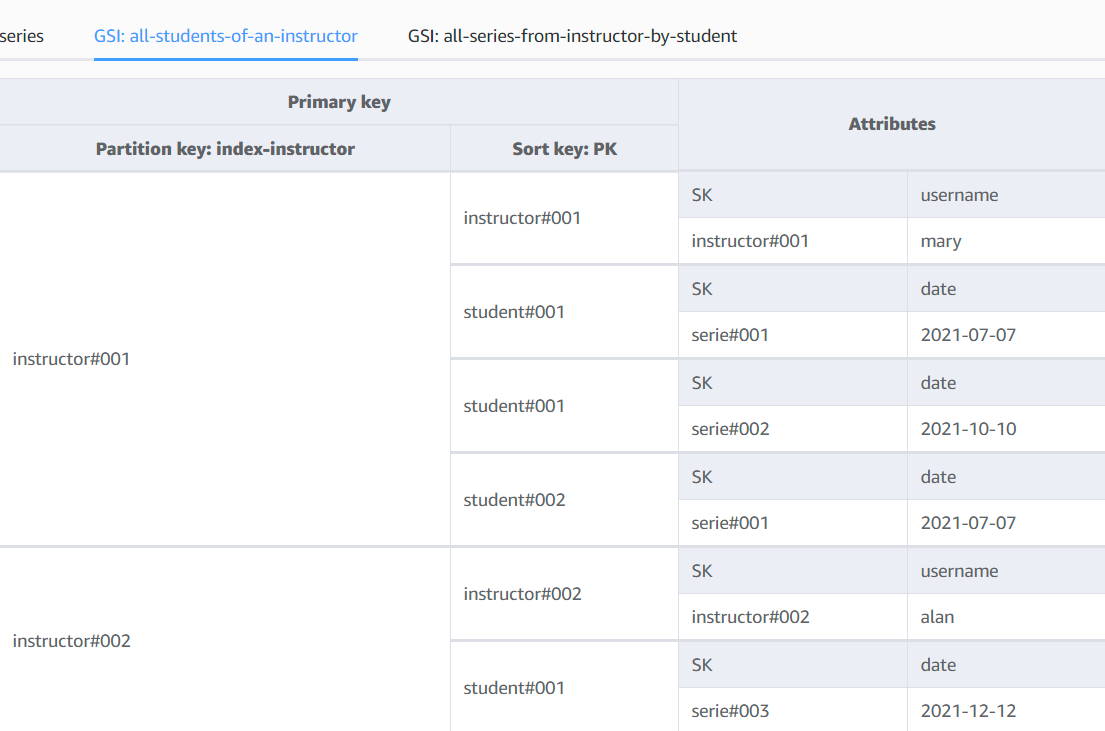 series GSI: all-students-of-an-instructor GSI: all-series-from-instructor-by-student
Primary key
Attributes
Partition key: index-instructor Sort key: PK
SK username
instructor#001
instructor#001 mary
SK date
student#001
serie#001 2021-07-07
instructor#001
SK date
student#001
serie#002 2021-10-10
SK date
student#002
serie#001 2021-07-07
SK username
instructor#002
instructor#002 alan
instructor#002
SK date
student#001
serie#003 2021-12-12